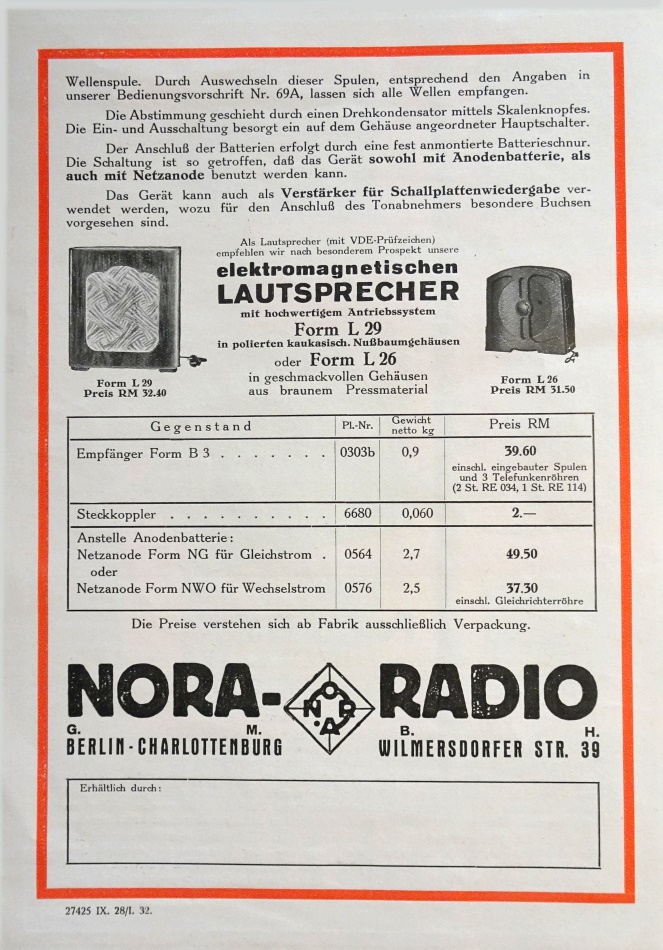 Wellenspule. Durch Auswechseln dieser Spulen, entsprechend den Angaben in
unserer Bedienungsvorschrift Nr. 69A, lassen sich alle Wellen empfangen.
Die Abstimmung geschieht durch einen Drehkondensator mittels Skalenknopfes.
Die Ein- und Ausschaltung besorgt ein auf dem Gehäuse angeordneter Hauptschalter.
Der Anschluß der Batterien erfolgt durch eine fest anmontierte Batterieschnur.
Die Schaltung ist so getroffen, daß das Gerät sowohl mit Anodenbatterie, als
auch mit Netzanode benutzt werden kann.
Das Gerät kann auch als Verstärker für Schallplattenwiedergabe ver-
wendet werden, wozu für den Anschluß des Tonabnehmers besondere Buchsen
vorgesehen sind.
Als Lautsprecher (mit VDE-Prüfzeichen)
empfehlen wir nach besonderem Prospekt unsere
elektromagnetischen
LAUTSPRECHER
mit hochwertigem Antriebssystem
Form L 29
in polierten kaukasisch. Nußbaumgehäusen
oder Form L 26
in geschmackvollen Gehäusen
aus braunem Pressmaterial
Form L 29
Preis RM 32.40
Form L 26
Preis RM 31.50
Gegenstand Pl.-Nr. Gewicht netto kg Preis RM
Empfänger Form B 3 . . . . . . . 0303b 0,9 39.60
einschl. eingebauter Spulen
und 3 Telefunkenröhren
(2 St. RE 034, 1 St. RE 114)
Steckkoppler . . . . . . . . . . 6680 0,060 2.—
Anstelle Anodenbatterie:
Netzanode Form NG für Gleichstrom . 0564 2,7 49.50
oder
Netzanode Form NWO für Wechselstrom 0576 2,5 37.30
einschl. Gleichrichterröhre
Die Preise verstehen sich ab Fabrik ausschließlich Verpackung.
NORA- NORA RADIO
G. M. B. H.
BERLIN-CHARLOTTENBURG WILMERSDORFER STR. 39
Erhältlich durch:
27425 IX. 28/I. 32.